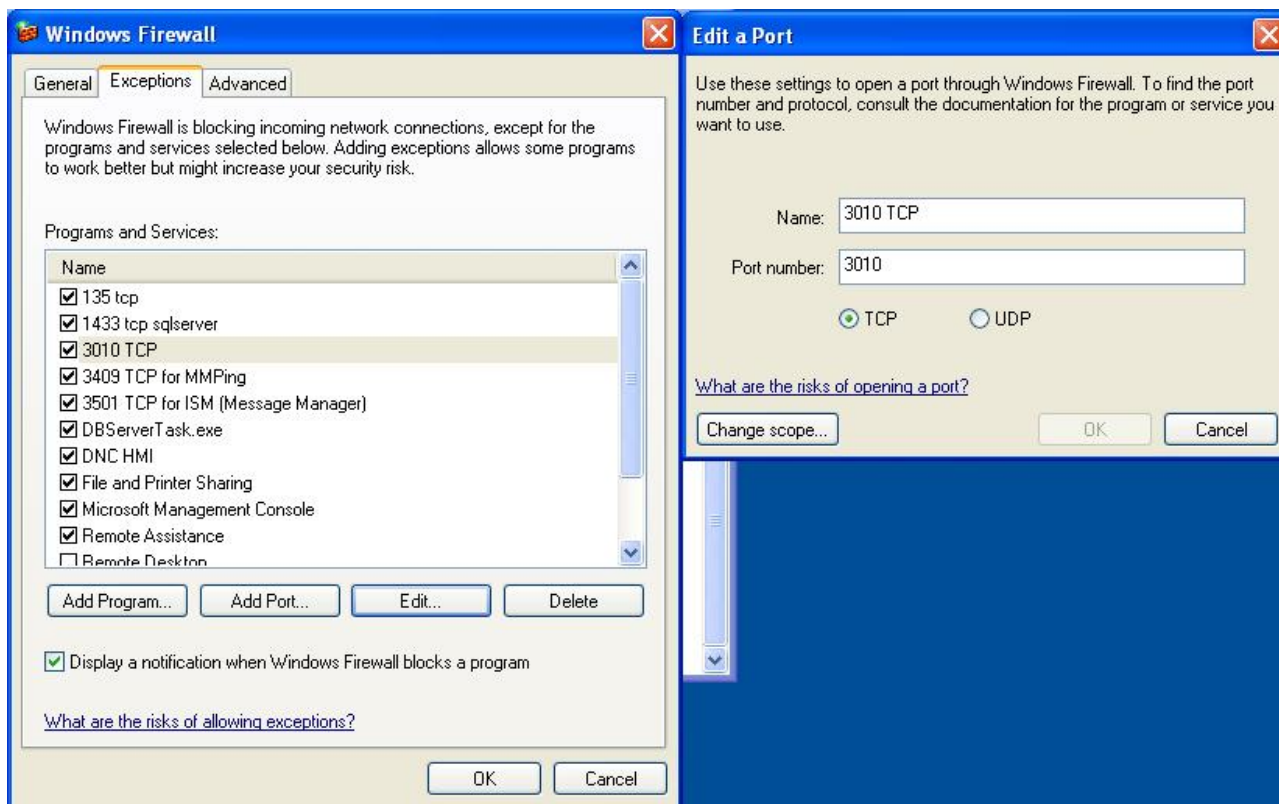 Windows Firewall
General Exceptions Advanced
Windows Firewall is blocking incoming network connections, except for the
programs and services selected below. Adding exceptions allows some programs
to work better but might increase your security risk.
Programs and Services:
Name
135 tcp
1433 tcp sqlserver
3010 TCP
3409 TCP for MMPing
3501 TCP for ISM (Message Manager)
DBServerTask.exe
DNC HMI
File and Printer Sharing
Microsoft Management Console
Remote Assistance
Remote Desktop
Add Program... Add Port... Edit... Delete
Display a notification when Windows Firewall blocks a program
What are the risks of allowing exceptions?
OK Cancel
Edit a Port
Use these settings to open a port through Windows Firewall. To find the port
number and protocol, consult the documentation for the program or service you
want to use.
Name: 3010 TCP
Port number: 3010
TCP UDP
What are the risks of opening a port?
Change scope... OK Cancel